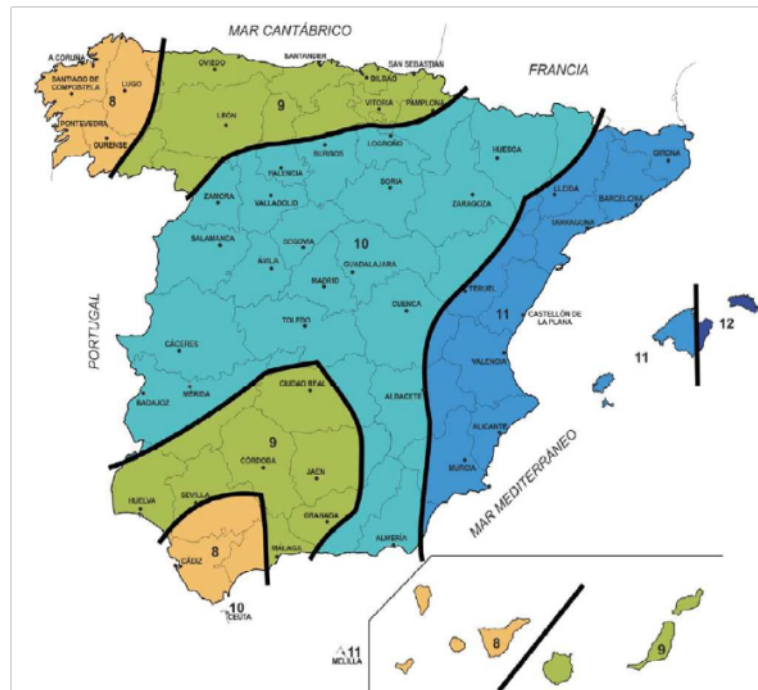 MAR CANTÁBRICO
FRANCIA
A CORUÑA
SANTIAGO DE
COMPOSTELA
LUGO
8
PONTEVEDRA
OURENSE
OVIEDO
SANTANDER
SAN SEBASTIÁN
BILBAO
9
VITORIA
PAMPLONA
LEÓN
LOGROÑO
BURGOS
HUESCA
GIRONA
PALENCIA
SORIA
LLEIDA
BARCELONA
ZAMORA
VALLADOLID
ZARAGOZA
TARRAGONA
SALAMANCA
SEGOVIA
10
ÁVILA
GUADALAJARA
MADRID
TERUEL
CUENCA
11
CASTELLÓN DE
LA PLANA
12
TOLEDO
PORTUGAL
11
CÁCERES
VALENCIA
CIUDAD REAL
ALBACETE
BADAJOZ
MÉRIDA
ALICANTE
9
CÓRDOBA
MURCIA
MAR MEDITERRÁNEO
JAÉN
HUELVA
SEVILLA
GRANADA
8
ALMERÍA
MÁLAGA
CÁDIZ
10
CEUTA
11
MELILLA
8
9